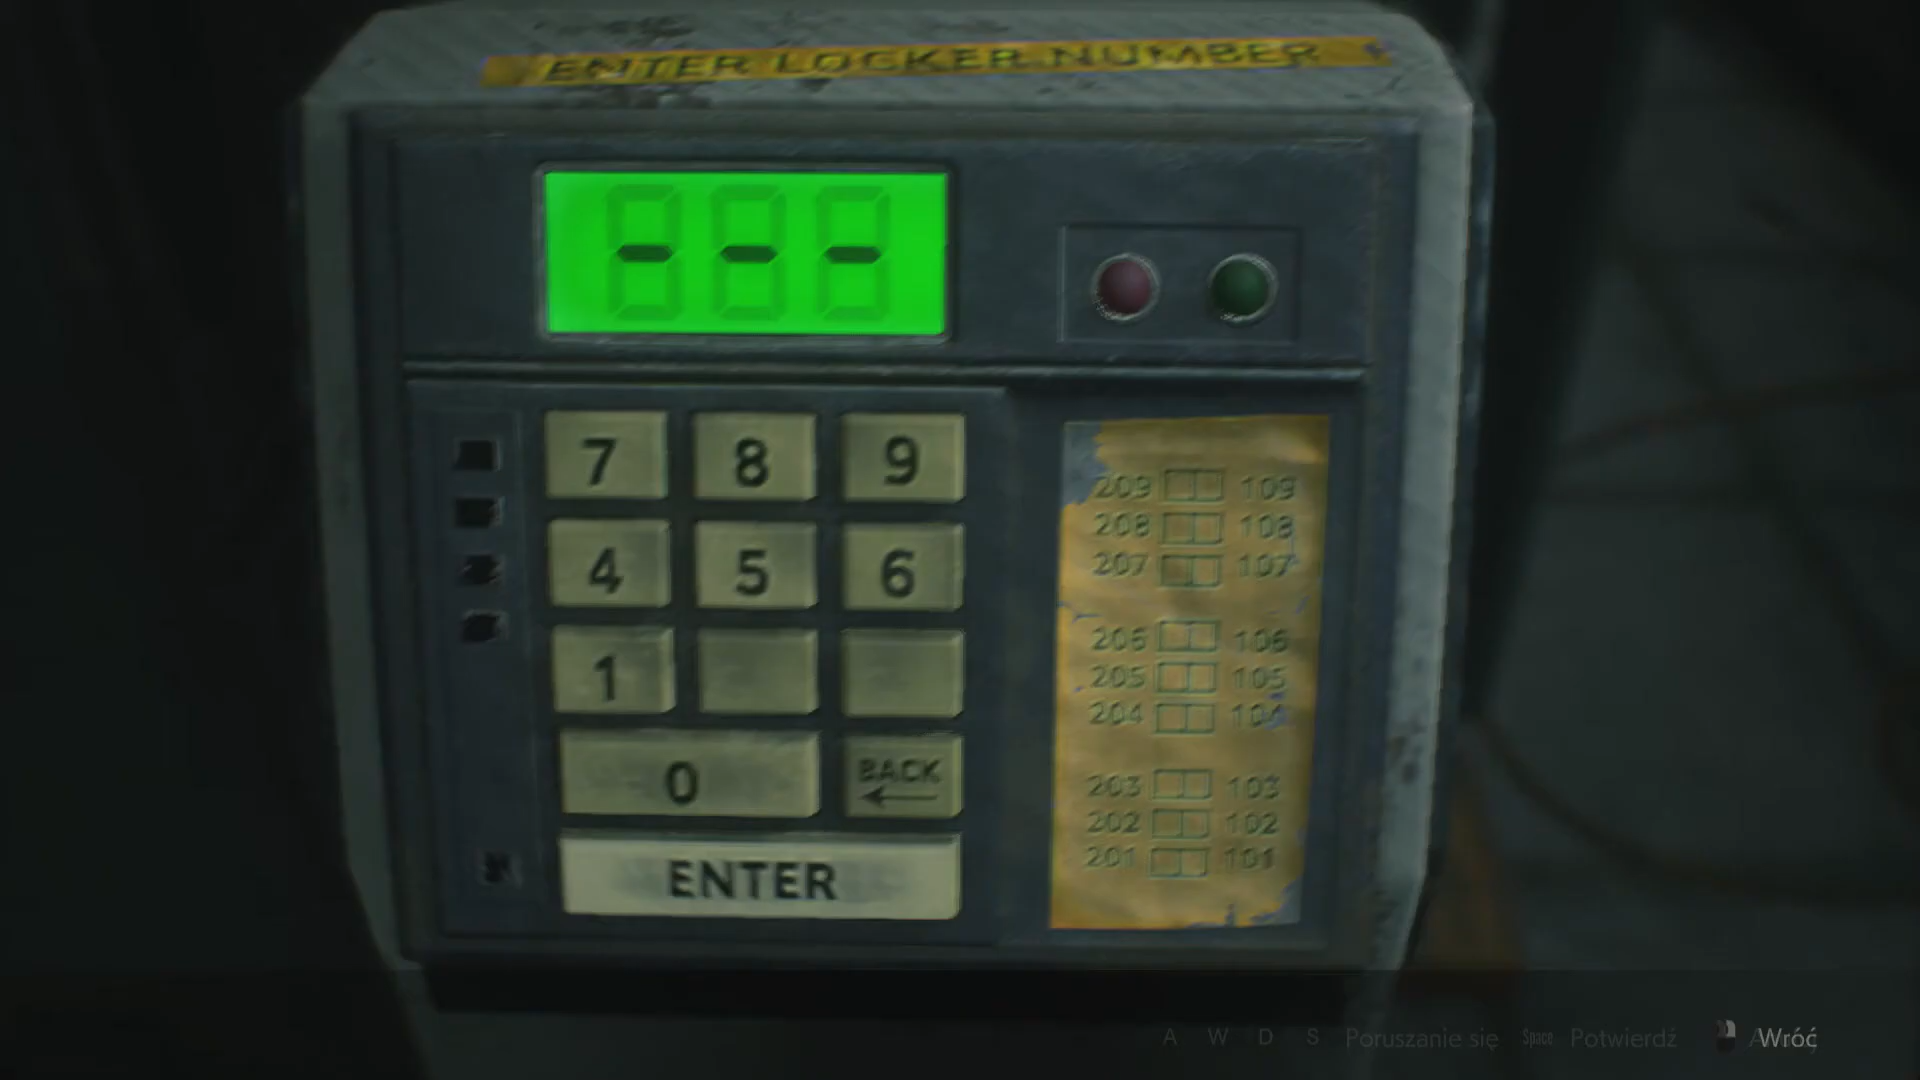 ENTER LOCKER NUMBER
- - -
7 8 9
4 5 6
1
0 BACK
ENTER
209 109
208 108
207 107
206 106
205 105
204 104
203 103
202 102
201 101
A W D S Poruszanie się Space Potwierdź Wróć